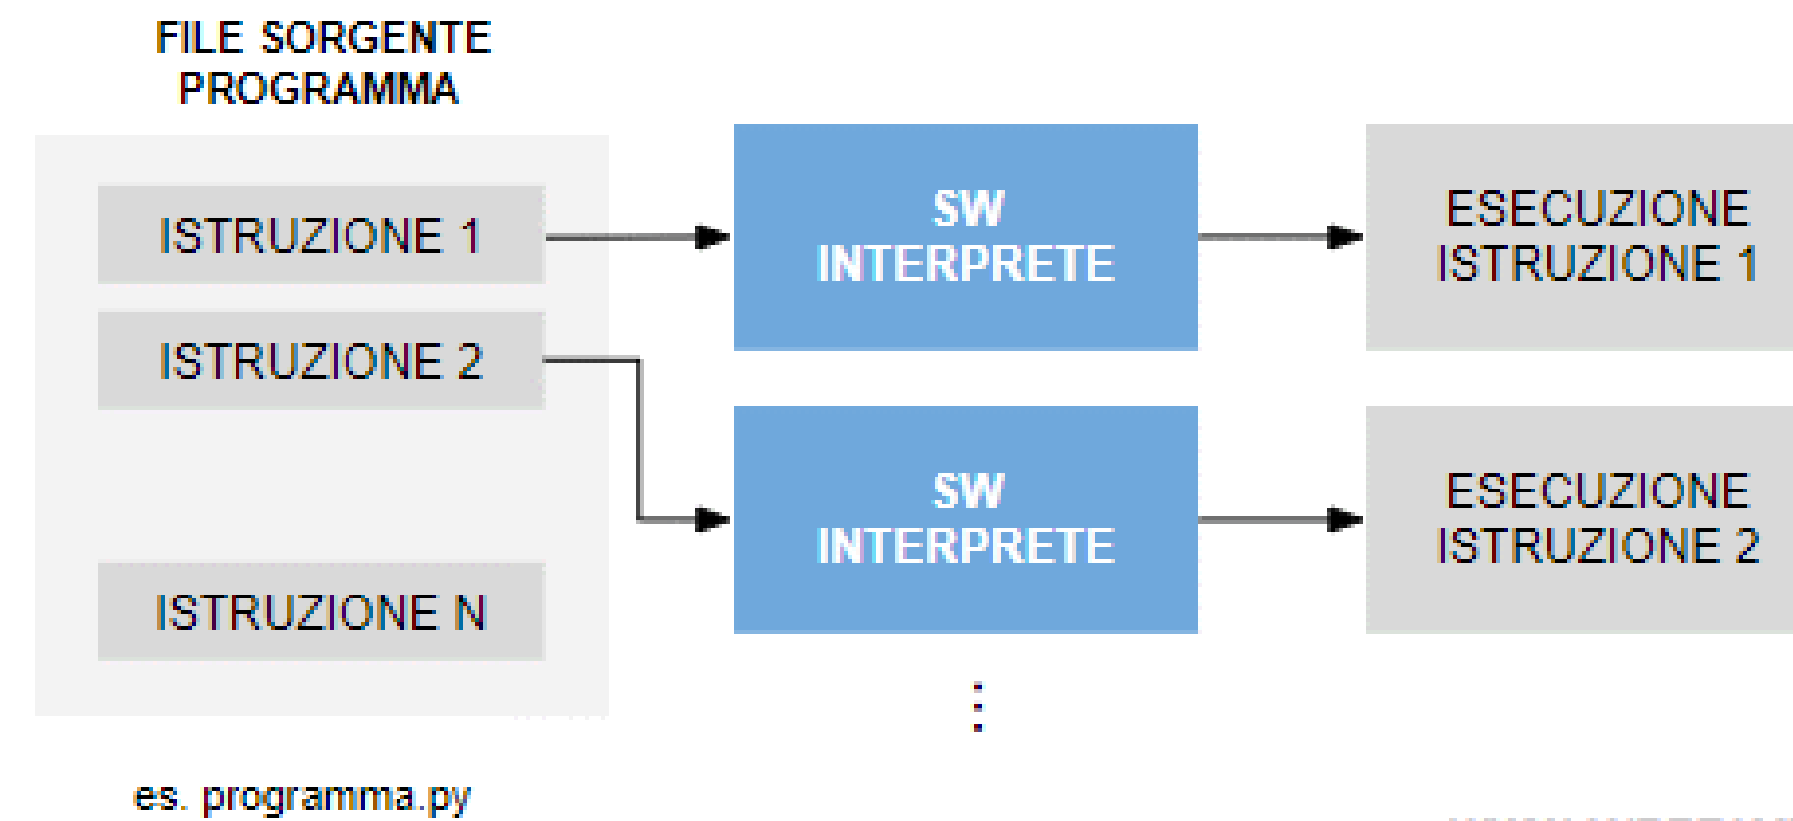 FILE SORGENTE
PROGRAMMA
ISTRUZIONE 1
SW
INTERPRETE
ESECUZIONE
ISTRUZIONE 1
ISTRUZIONE 2
SW
INTERPRETE
ESECUZIONE
ISTRUZIONE 2
ISTRUZIONE N
es. programma.py